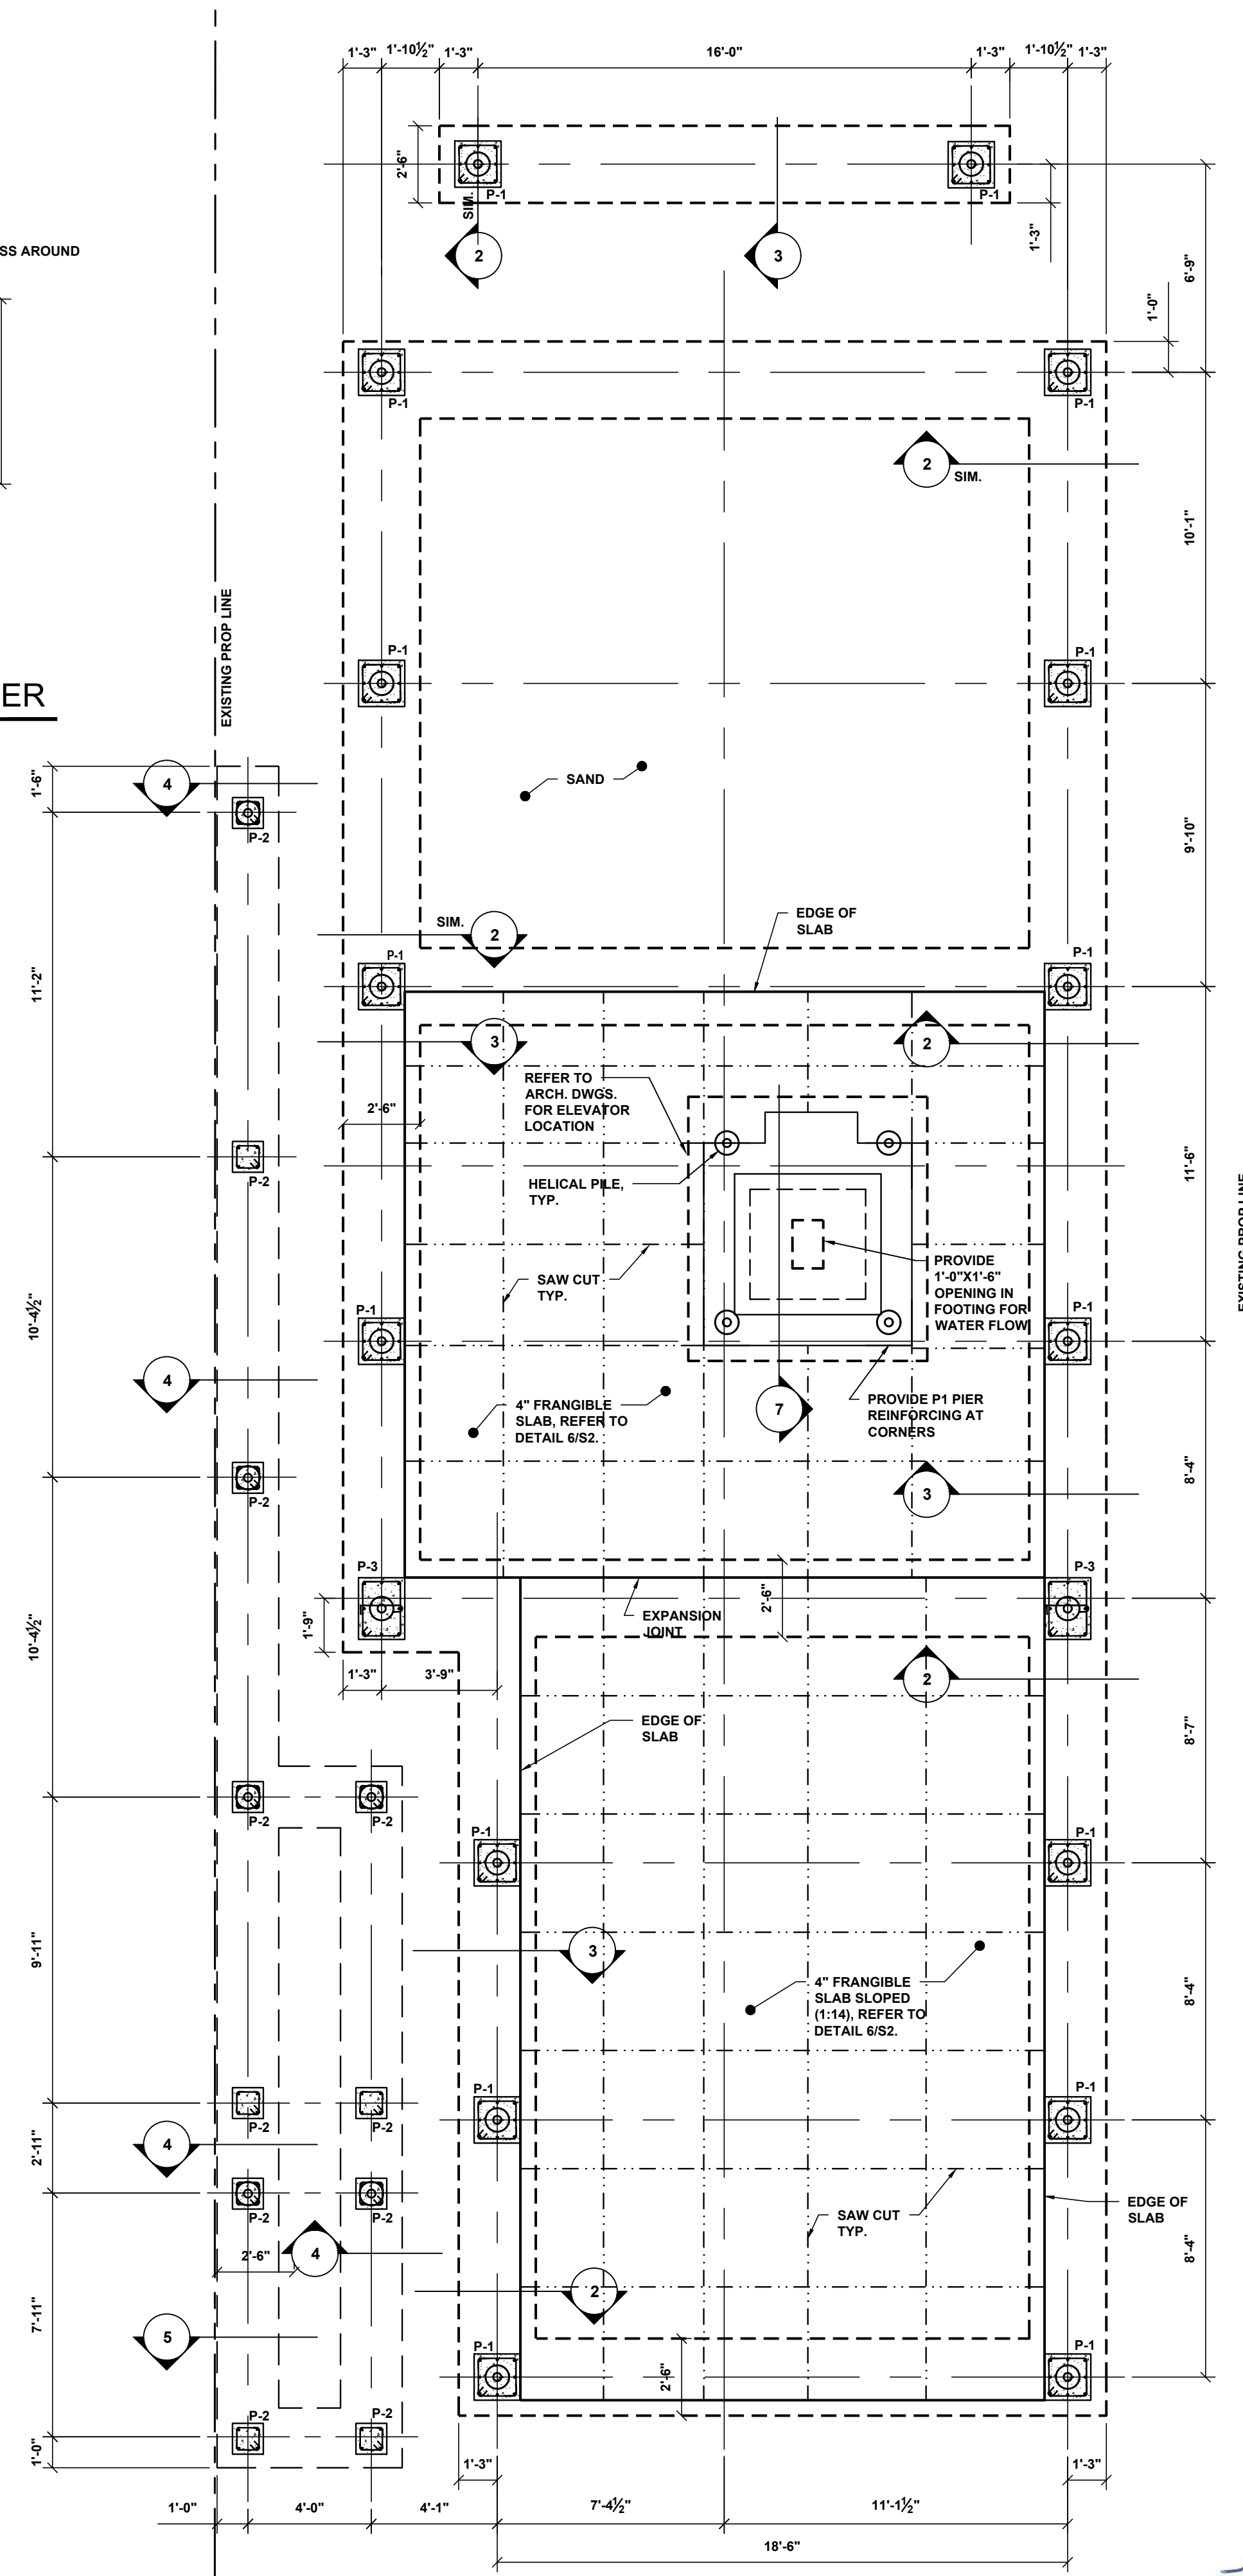 1'-3"
1'-10½"
1'-3"
16'-0"
1'-3"
1'-10½"
1'-3"
2'-6"
P-1
P-1
SIM.
2
3
1'-3"
6'-9"
1'-0"
SS AROUND
P-1
P-1
2
SIM.
10'-1"
EXISTING PROP LINE
P-1
P-1
ER
SAND
1'-6"
4
P-2
9'-10"
SIM.
2
EDGE OF
SLAB
P-1
P-1
11'-2"
3
2
REFER TO
ARCH. DWGS.
FOR ELEVATOR
LOCATION
2'-6"
P-2
HELICAL PILE,
TYP.
11'-6"
EXISTING PROP LINE
SAW CUT
TYP.
PROVIDE
1'-0"X1'-6"
OPENING IN
FOOTING FOR
WATER FLOW
P-1
P-1
10'-4½"
4
4" FRANGIBLE
SLAB, REFER TO
DETAIL 6/S2.
7
PROVIDE P1 PIER
REINFORCING AT
CORNERS
8'-4"
P-2
3
P-3
P-3
2'-6"
EXPANSION
JOINT
1'-9"
10'-4½"
1'-3"
3'-9"
2
EDGE OF
SLAB
8'-7"
P-2
P-2
P-1
P-1
9'-11"
3
4" FRANGIBLE
SLAB SLOPED
(1:14), REFER TO
DETAIL 6/S2.
8'-4"
P-1
P-1
P-2
P-2
2'-11"
4
P-2
P-2
SAW CUT
TYP.
EDGE OF
SLAB
2'-6"
4
8'-4"
2
7'-11"
5
P-1
P-1
2'-6"
P-2
P-2
1'-0"
1'-3"
1'-3"
1'-0"
4'-0"
4'-1"
7'-4½"
11'-1½"
18'-6"